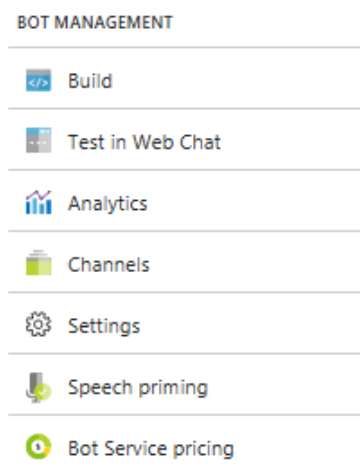 BOT MANAGEMENT
Build
Test in Web Chat
Analytics
Channels
Settings
Speech priming
Bot Service pricing